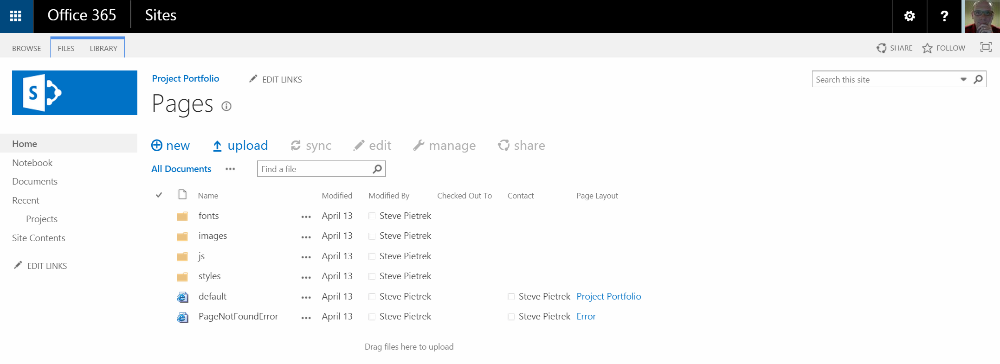 Office 365 Sites ?
BROWSE FILES LIBRARY SHARE FOLLOW
S
Project Portfolio EDIT LINKS Search this site
Pages
Home
Notebook
Documents
Recent
Projects
Site Contents
EDIT LINKS
new upload sync edit manage share
All Documents ••• Find a file
Name Modified Modified By Checked Out To Contact Page Layout
fonts ••• April 13 Steve Pietrek
images ••• April 13 Steve Pietrek
js ••• April 13 Steve Pietrek
styles ••• April 13 Steve Pietrek
default ••• April 13 Steve Pietrek Steve Pietrek Project Portfolio
PageNotFoundError ••• April 13 Steve Pietrek Steve Pietrek Error
Drag files here to upload